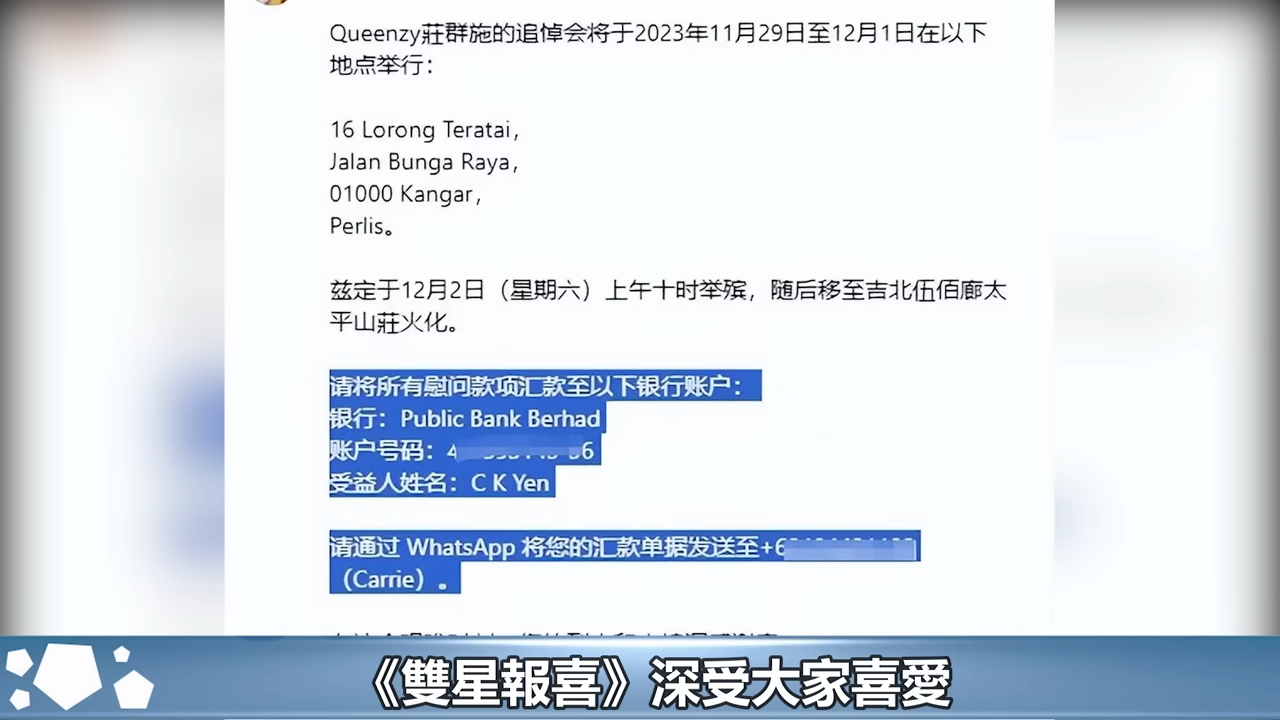 Queenzy莊群施的追悼会将于2023年11月29日至12月1日在以下
地点举行：
16 Lorong Teratai，
Jalan Bunga Raya，
01000 Kangar，
Perlis。
兹定于12月2日（星期六）上午十时举殡，随后移至吉北伍佰廊太
平山莊火化。
请将所有慰问款项汇款至以下银行账户：
银行：Public Bank Berhad
账户号码：4
受益人姓名：C K Yen
请通过 WhatsApp 将您的汇款单据发送至+6
（Carrie）。
《雙星報喜》深受大家喜愛